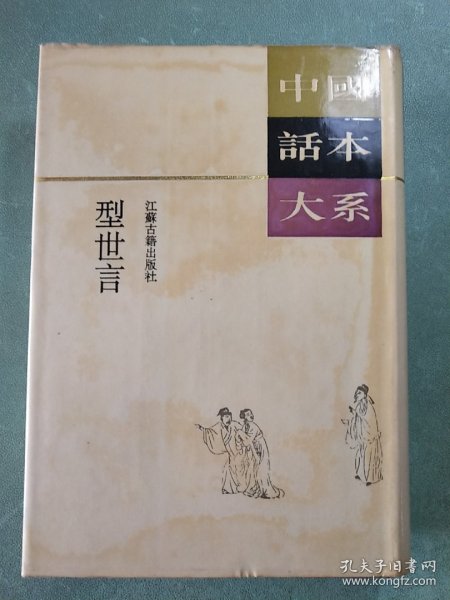 中國
話本
大系
型世言
江蘇古籍出版社
孔夫子旧书网
www.kongfz.com